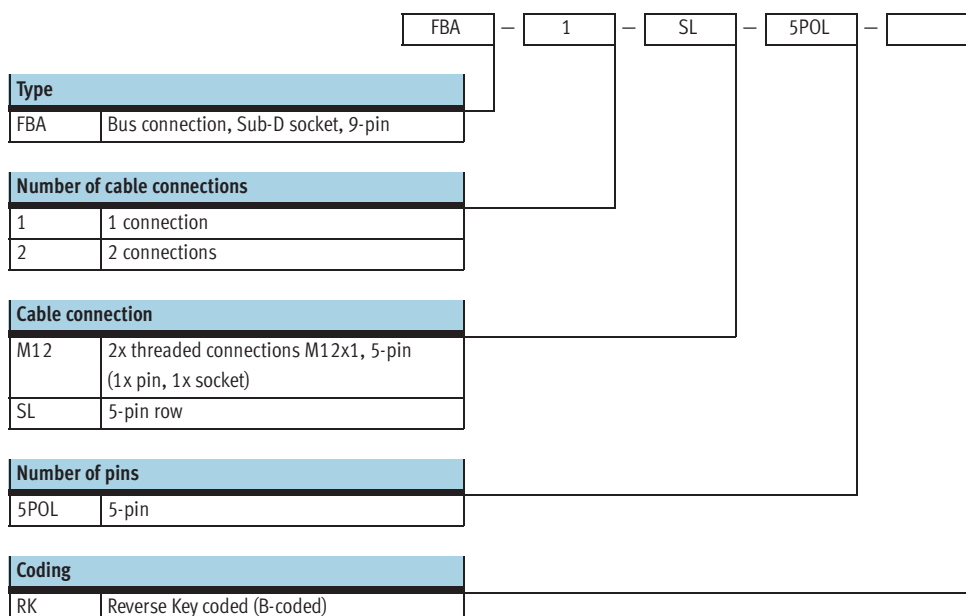 FBA – 1 – SL – 5POL –
Type
FBA Bus connection, Sub-D socket, 9-pin
Number of cable connections
1 1 connection
2 2 connections
Cable connection
M12 2x threaded connections M12x1, 5-pin
(1x pin, 1x socket)
SL 5-pin row
Number of pins
5POL 5-pin
Coding
RK Reverse Key coded (B-coded)